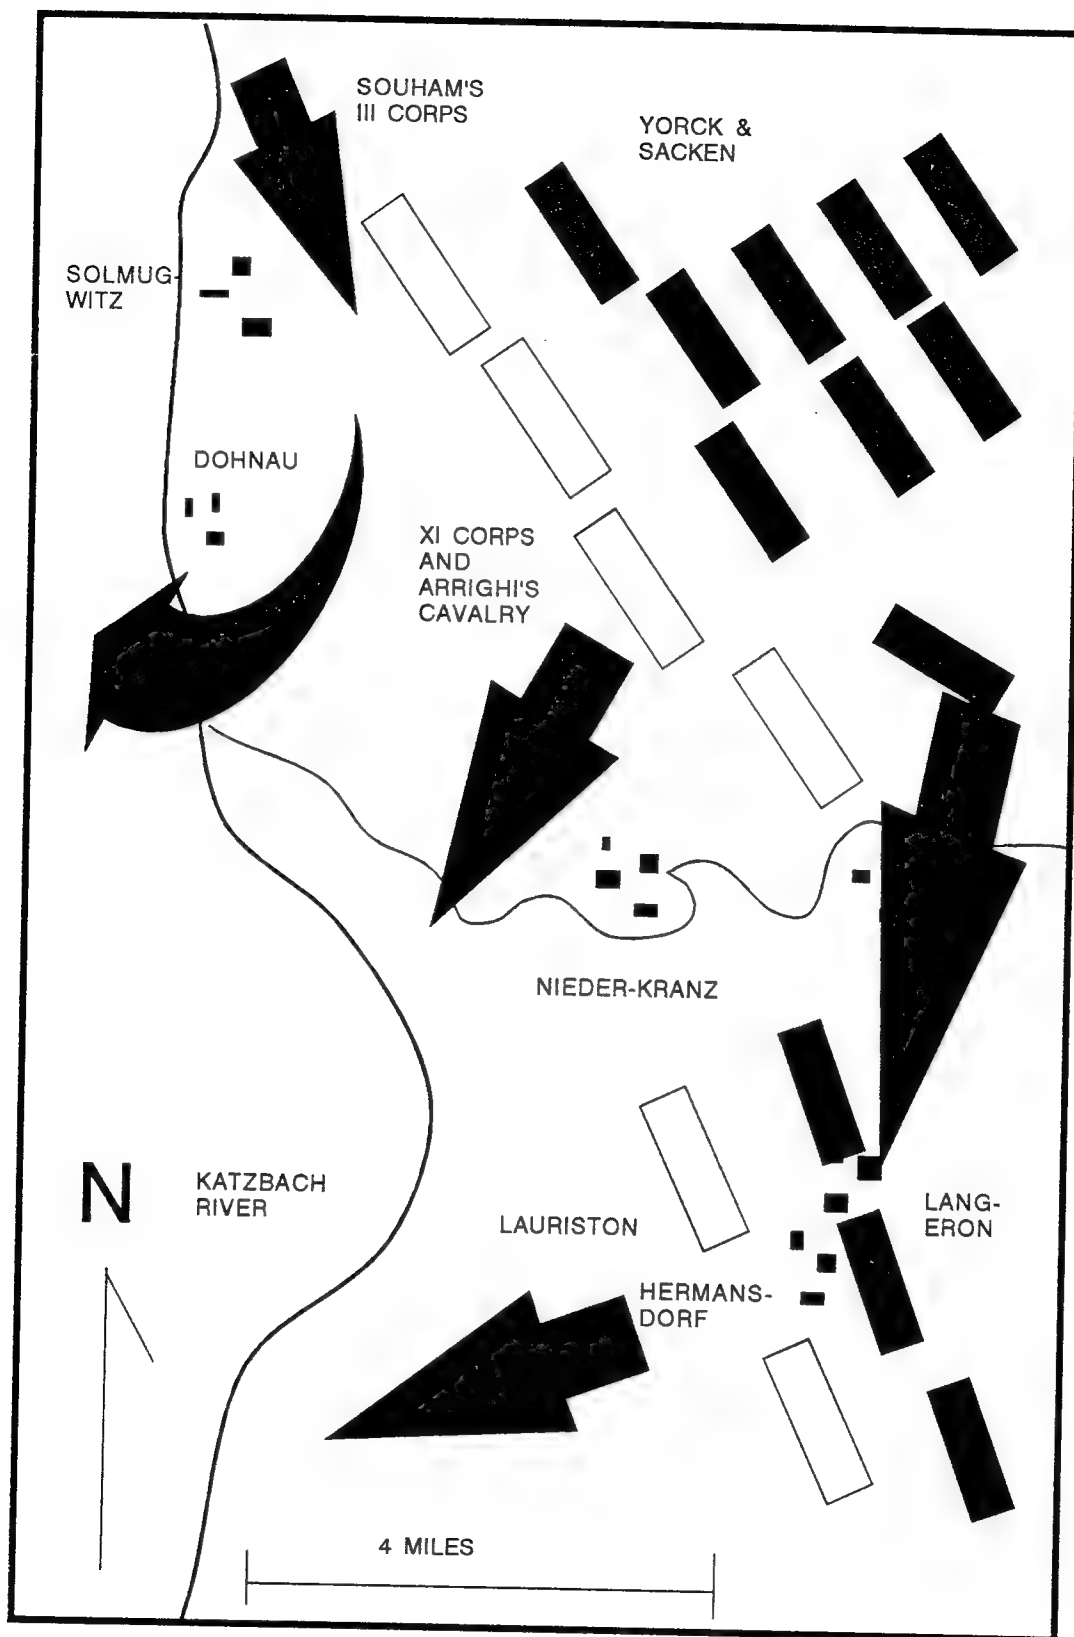 SOUHAM'S
III CORPS
YORCK &
SACKEN
SOLMUG-
WITZ
DOHNAU
XI CORPS
AND
ARRIGHI'S
CAVALRY
NIEDER-KRANZ
N
KATZBACH
RIVER
LAURISTON
LANG-
ERON
HERMANS-
DORF
4 MILES